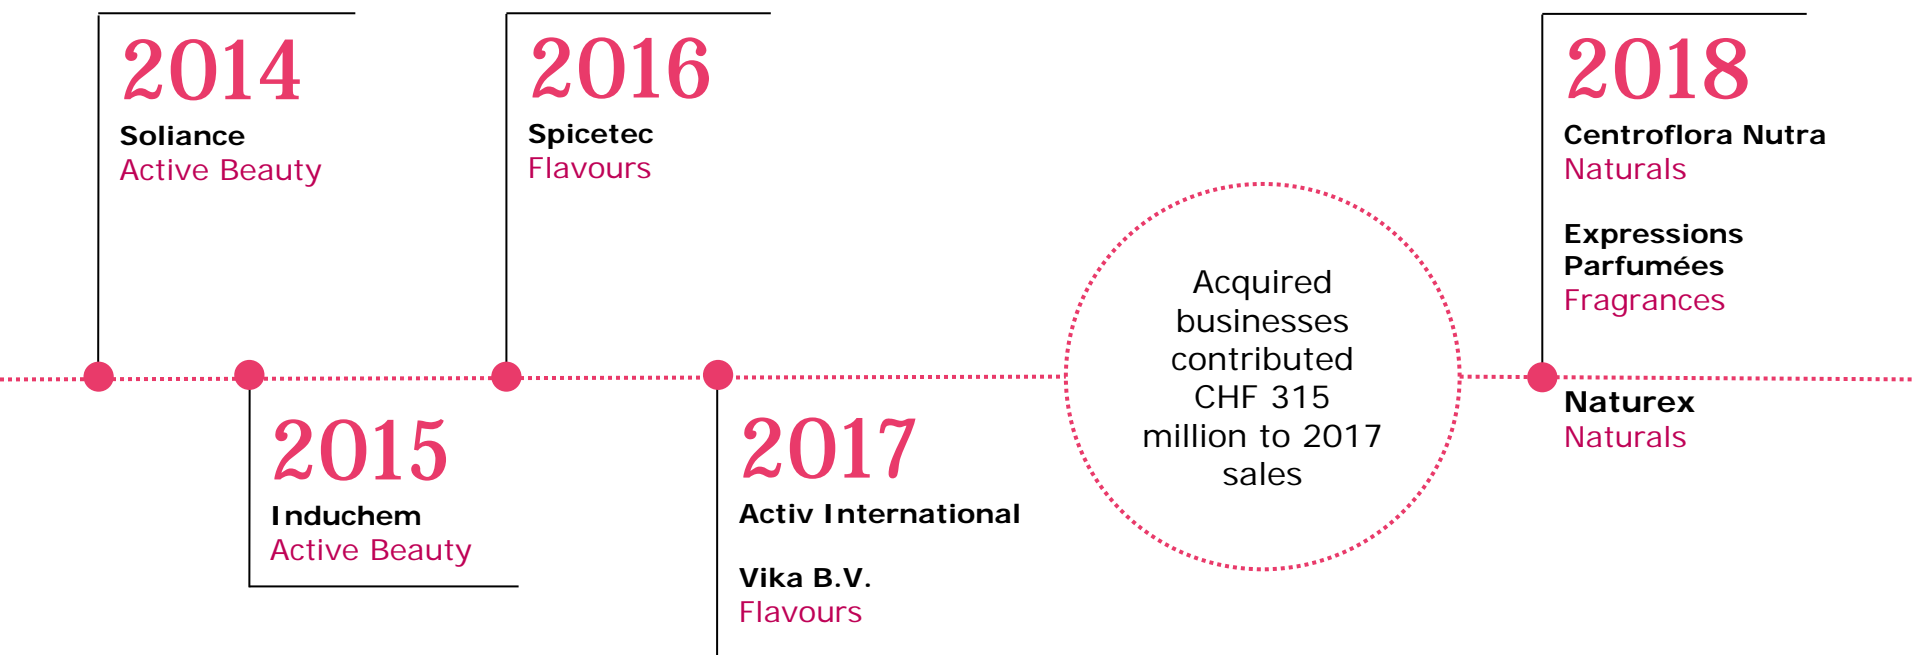 2014
Soliance
Active Beauty
2015
Induchem
Active Beauty
2016
Spicetec
Flavours
2017
Activ International
Vika B.V.
Flavours
Acquired
businesses
contributed
CHF 315
million to 2017
sales
2018
Centroflora Nutra
Naturals
Expressions
Parfumées
Fragrances
Naturex
Naturals